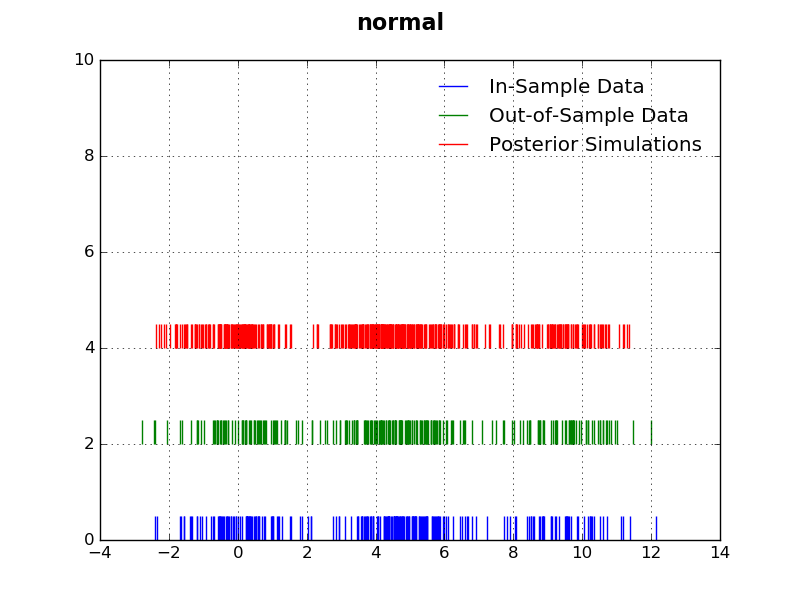 normal
10
8
6
4
2
0
In-Sample Data
Out-of-Sample Data
Posterior Simulations
−4 −2 0 2 4 6 8 10 12 14